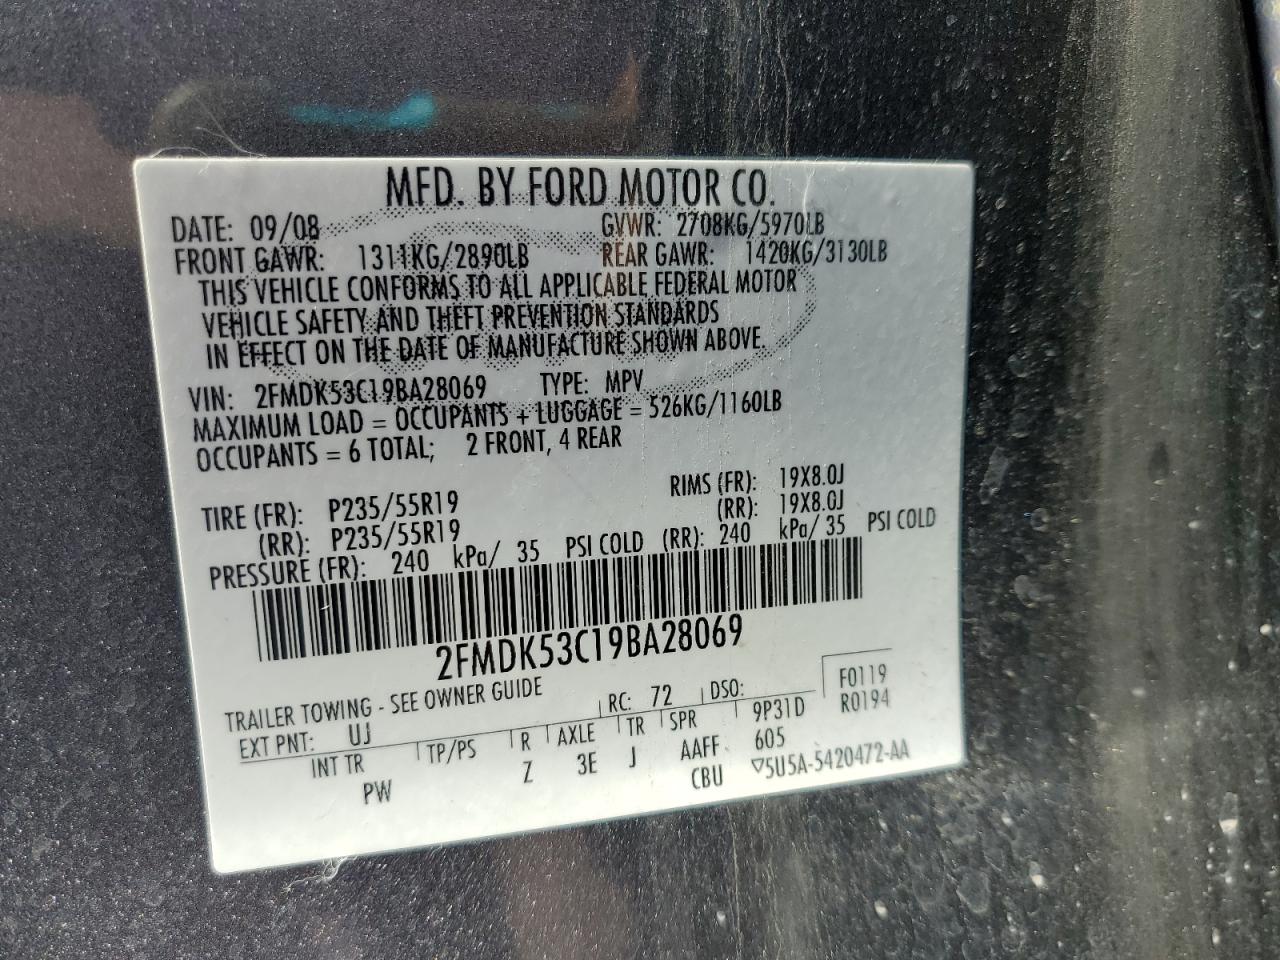 MFD. BY FORD MOTOR CO.
DATE: 09/08 GVWR: 2708KG/5970LB
FRONT GAWR: 1311KG/2890LB REAR GAWR: 1420KG/3130LB
THIS VEHICLE CONFORMS TO ALL APPLICABLE FEDERAL MOTOR
VEHICLE SAFETY AND THEFT PREVENTION STANDARDS
IN EFFECT ON THE DATE OF MANUFACTURE SHOWN ABOVE.
VIN: 2FMDK53C19BA28069 TYPE: MPV
MAXIMUM LOAD = OCCUPANTS + LUGGAGE = 526KG/1160LB
OCCUPANTS = 6 TOTAL; 2 FRONT, 4 REAR
TIRE (FR): P235/55R19 RIMS (FR): 19X8.0J
(RR): P235/55R19 (RR): 19X8.0J
PRESSURE (FR): 240 kPa/ 35 PSI COLD (RR): 240 kPa/ 35 PSI COLD
2FMDK53C19BA28069
TRAILER TOWING - SEE OWNER GUIDE F0119
EXT PNT: UJ RC: 72 DSO: R0194
INT TR TP/PS R AXLE TR SPR 9P31D
PW Z 3E J AAFF 605
CBU ▽5U5A-5420472-AA